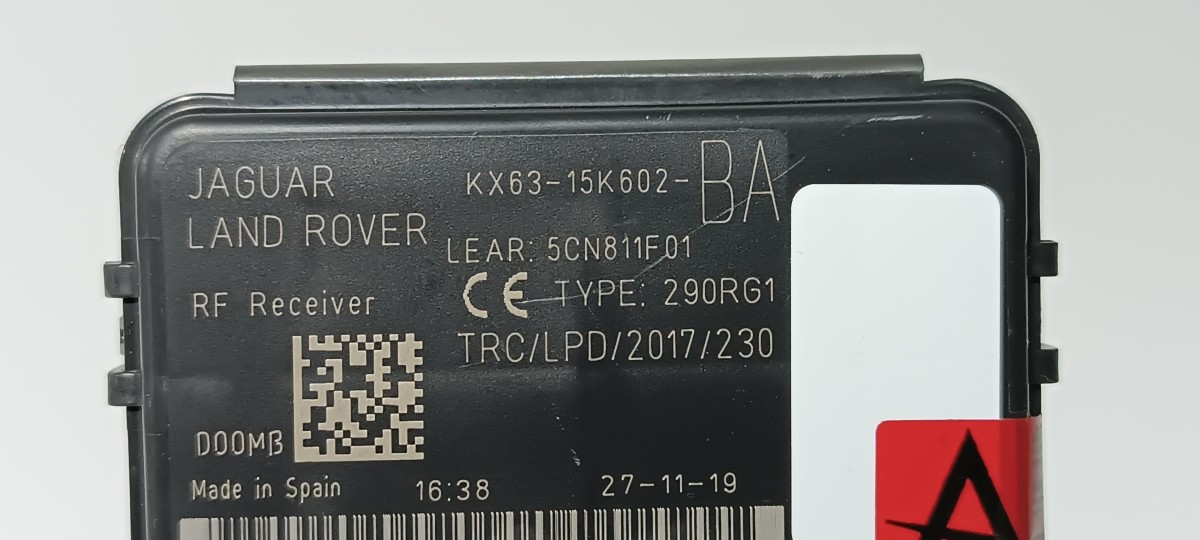 JAGUAR
LAND ROVER
KX63-15K602-BA
LEAR: 5CN811F01
CE TYPE: 290RG1
RF Receiver
TRC/LPD/2017/230
Made in Spain 16:38 27-11-19